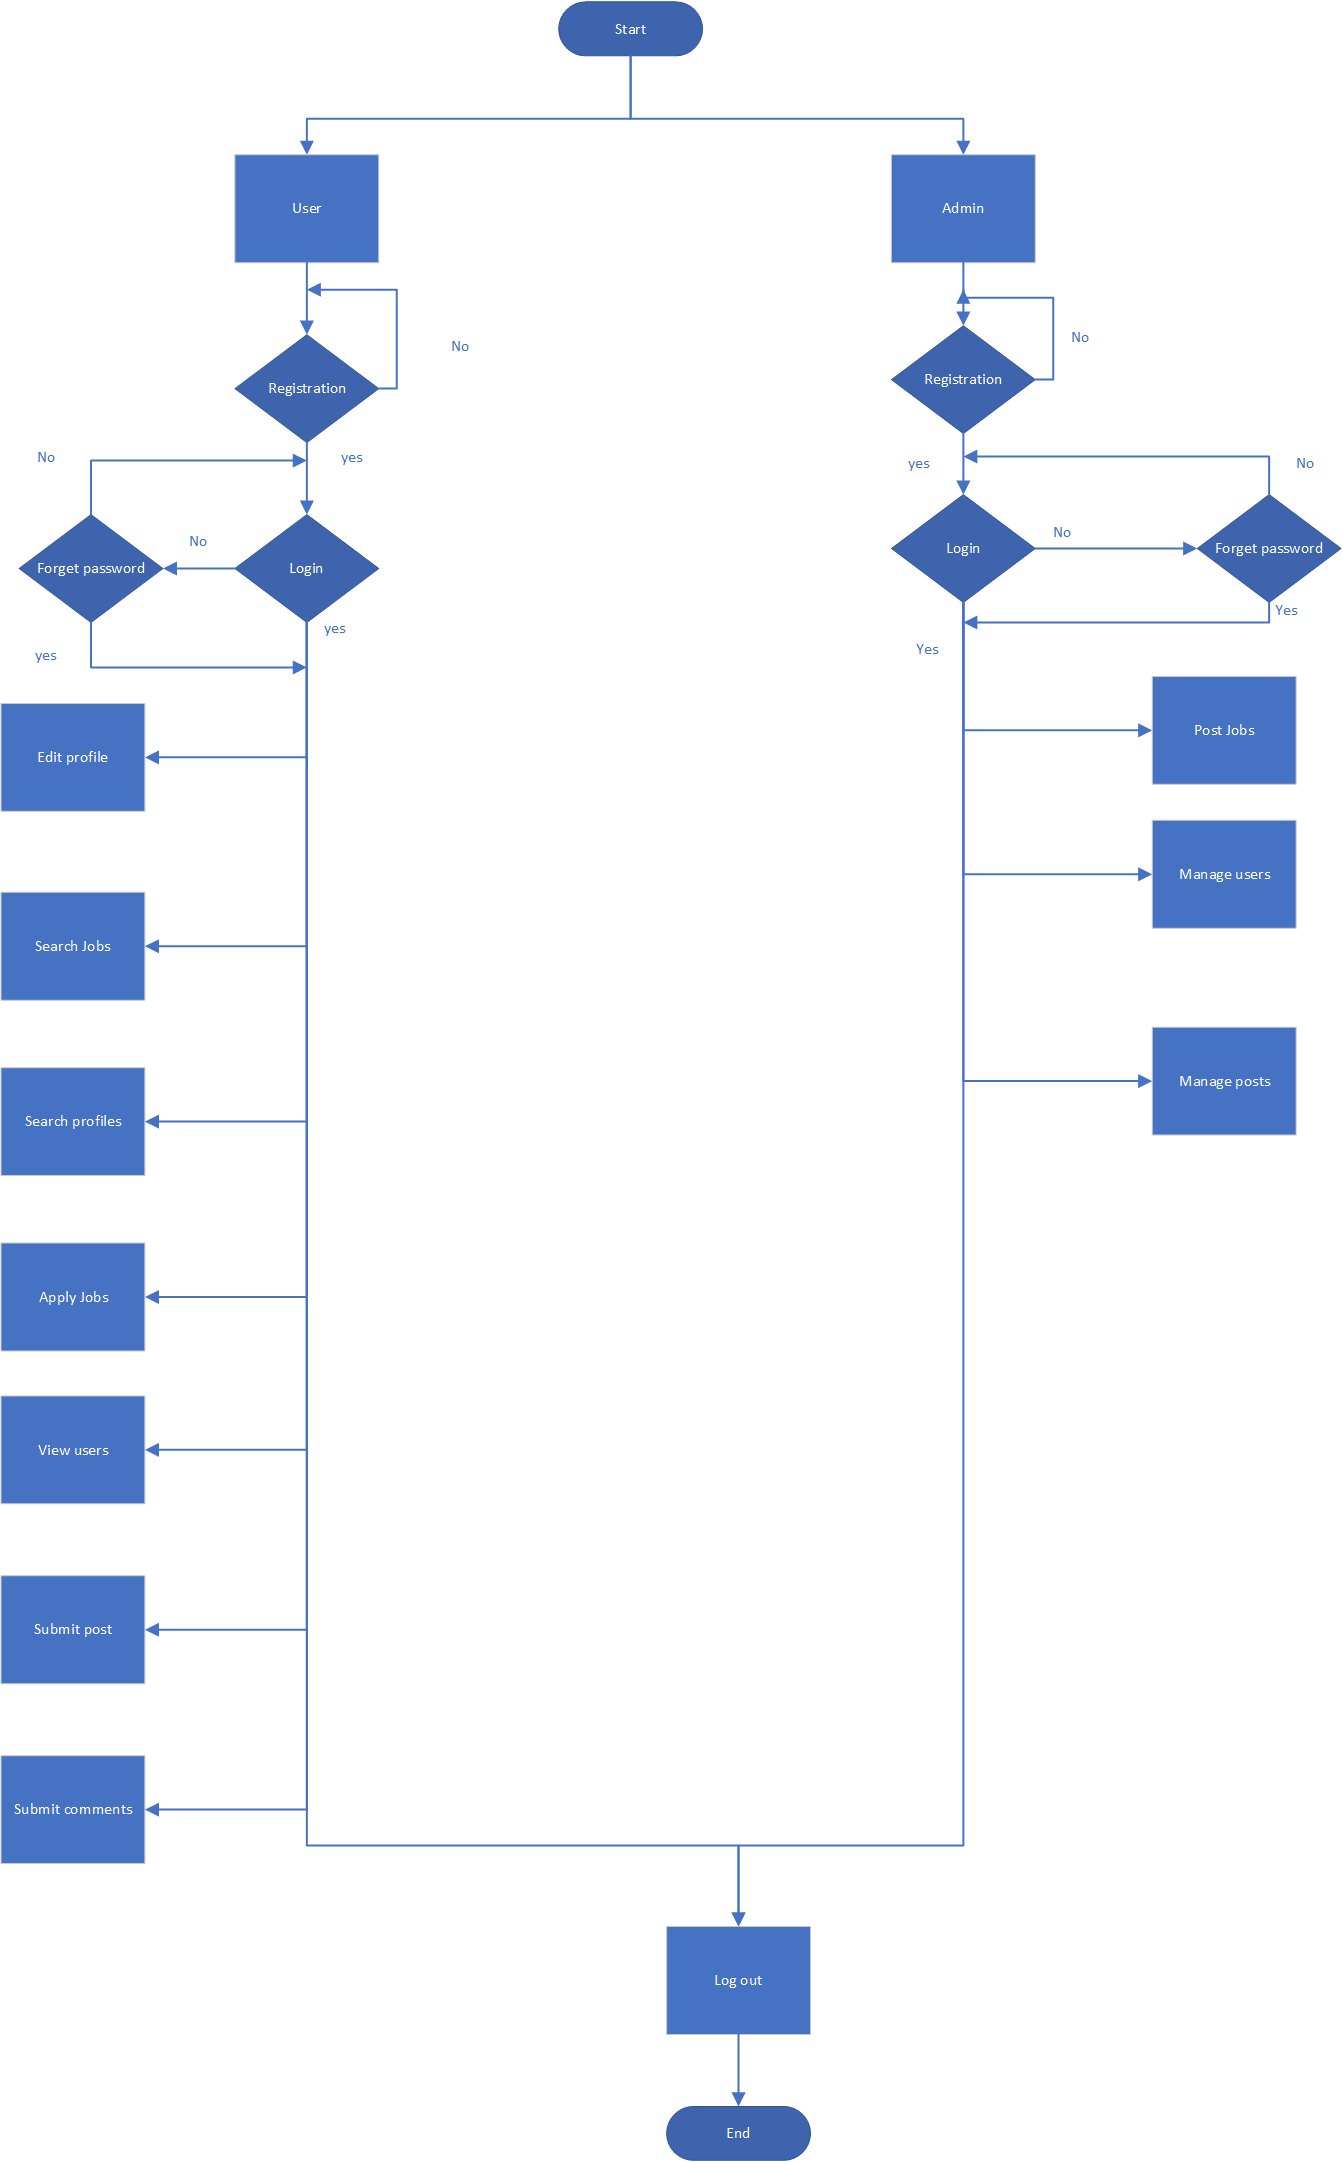 Start
User
Admin
No
No
Registration
Registration
No
yes
yes
No
No
No
Forget password
Login
Login
Forget password
yes
Yes
yes
Yes
Edit profile
Post Jobs
Manage users
Search Jobs
Manage posts
Search profiles
Apply Jobs
View users
Submit post
Submit comments
Log out
End